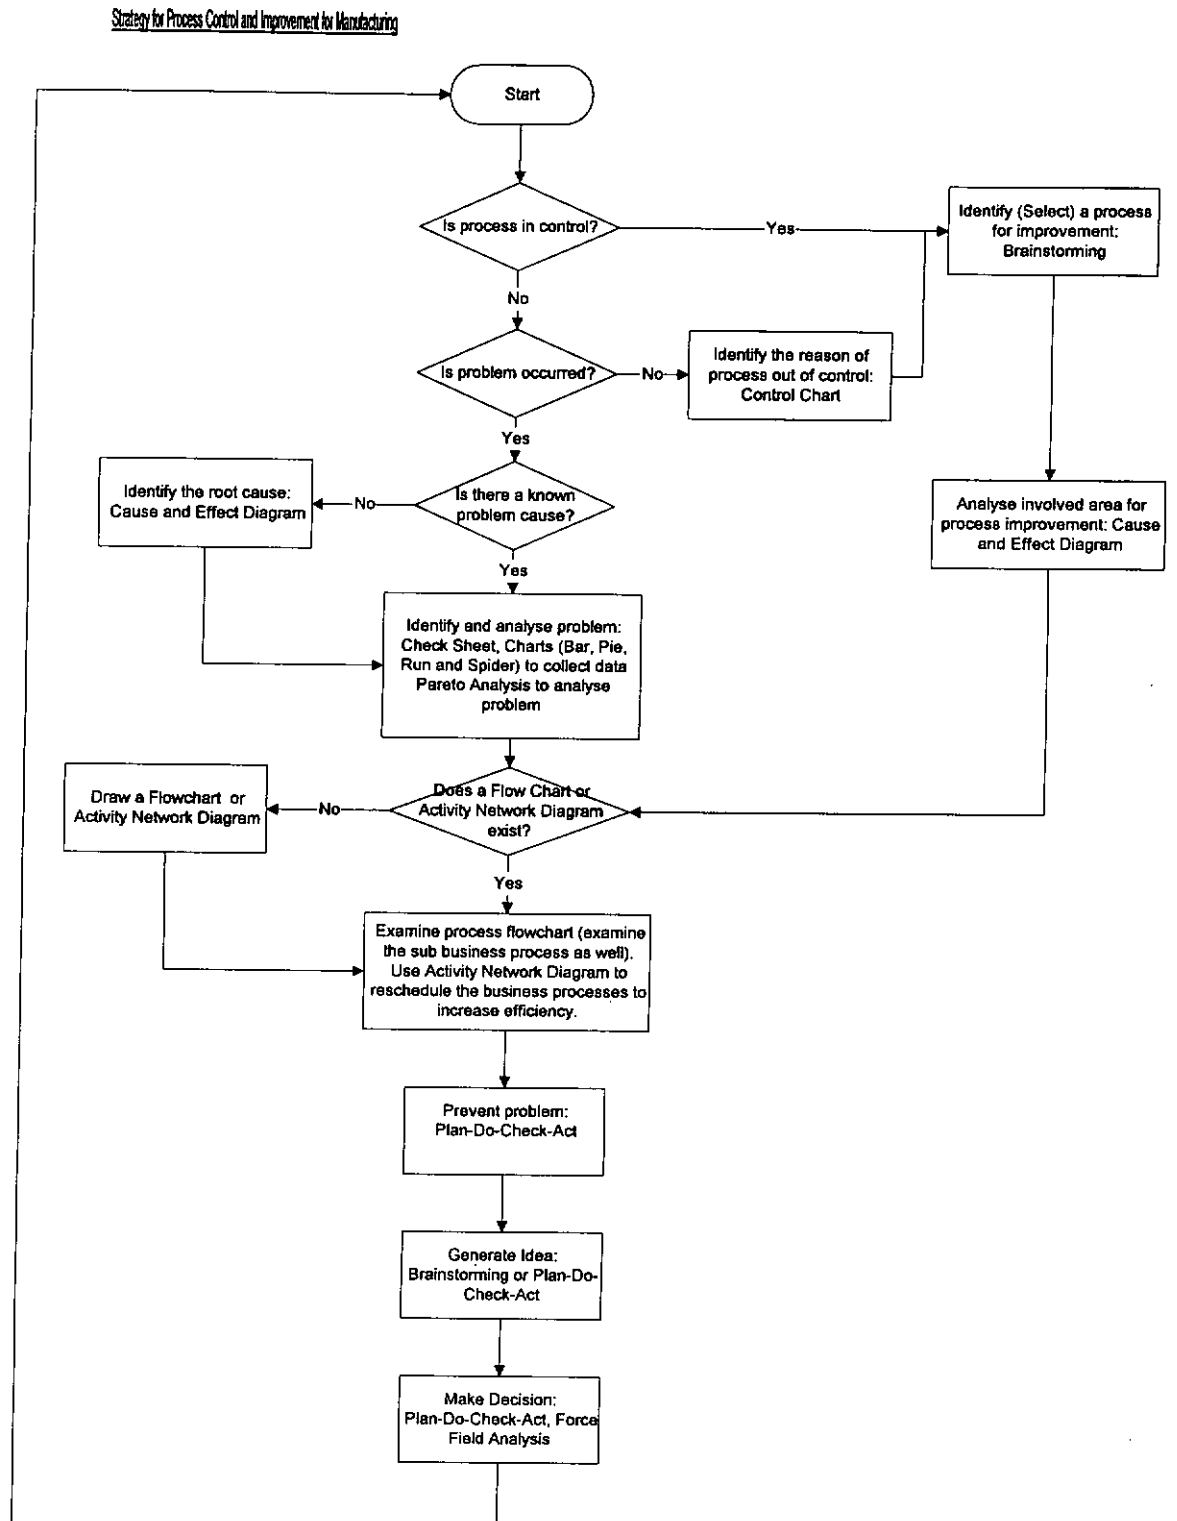 Strategy for Process Control and Improvement for Manufacturing
Start
Is process in control?
Yes
Identify (Select) a process
for improvement:
Brainstorming
No
Is problem occurred?
No
Identify the reason of
process out of control:
Control Chart
Yes
Identify the root cause:
Cause and Effect Diagram
No
Is there a known
problem cause?
Analyse involved area for
process improvement: Cause
and Effect Diagram
Yes
Identify and analyse problem:
Check Sheet, Charts (Bar, Pie,
Run and Spider) to collect data
Pareto Analysis to analyse
problem
Draw a Flowchart or
Activity Network Diagram
No
Does a Flow Chart or
Activity Network Diagram
exist?
Yes
Examine process flowchart (examine
the sub business process as well).
Use Activity Network Diagram to
reschedule the business processes to
increase efficiency.
Prevent problem:
Plan-Do-Check-Act
Generate Idea:
Brainstorming or Plan-Do-
Check-Act
Make Decision:
Plan-Do-Check-Act, Force
Field Analysis